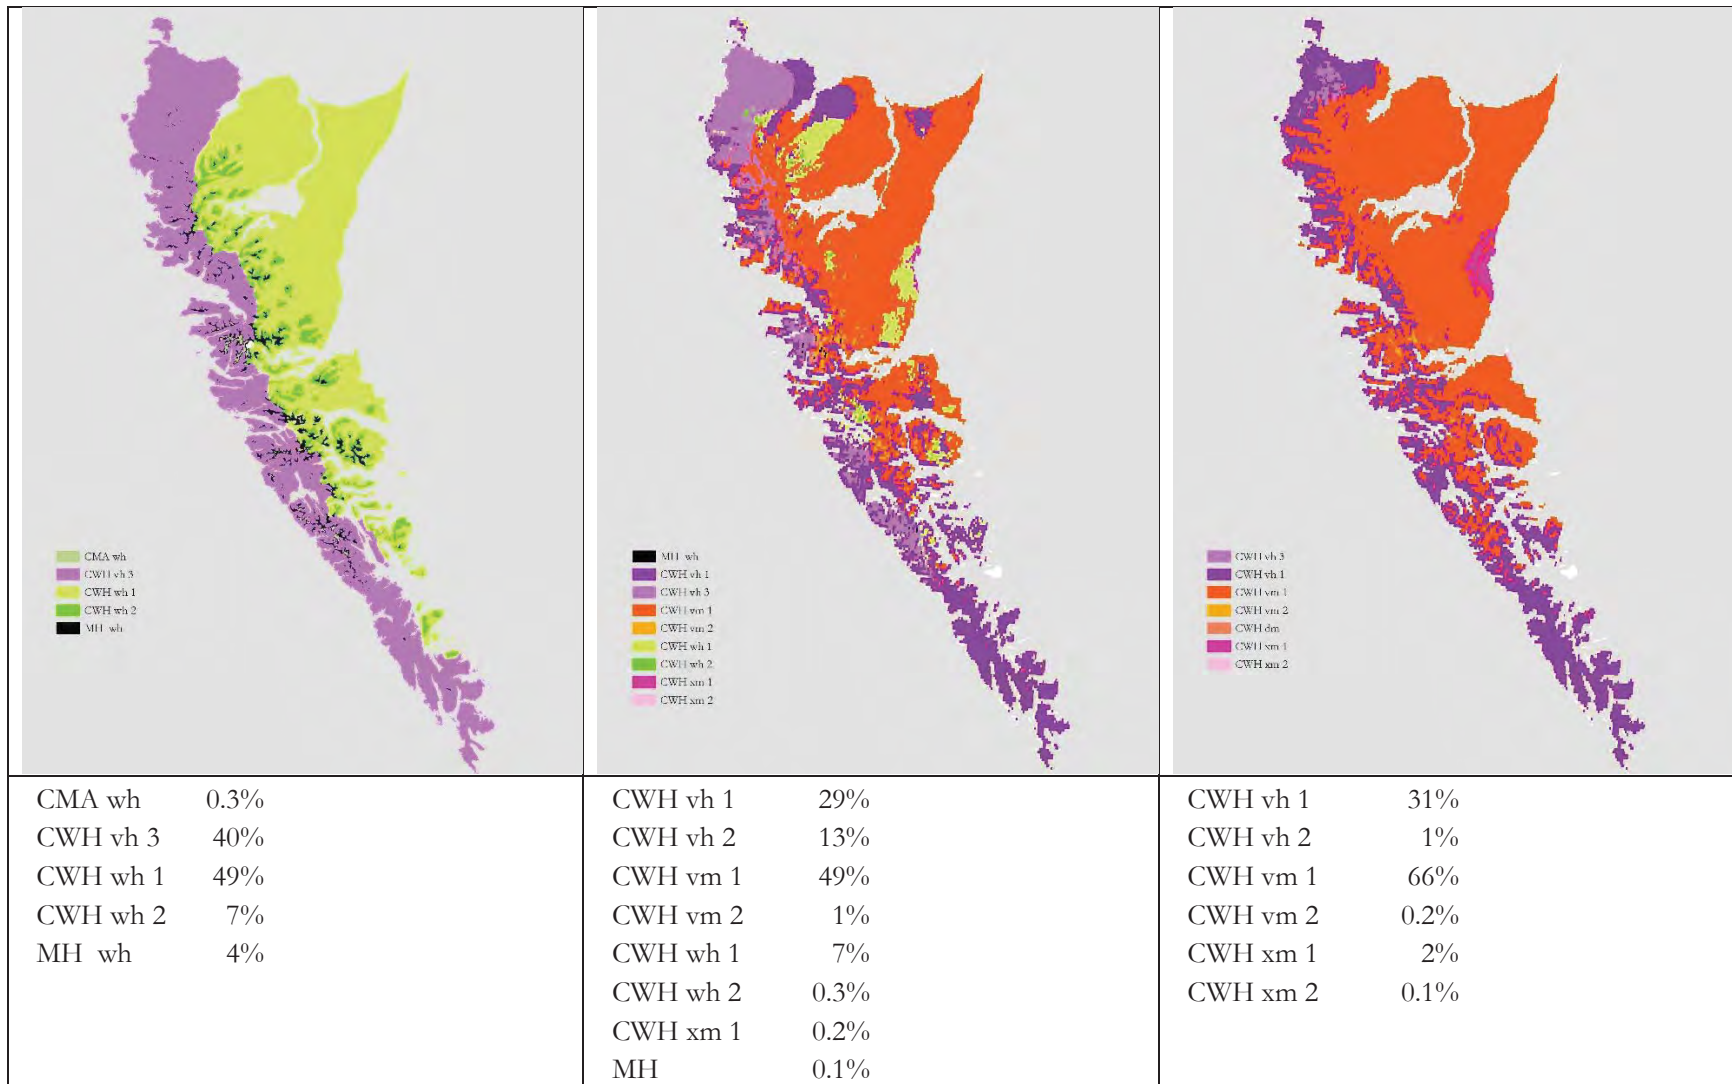 CMA wh
CWH vh 3
CWH wh 1
CWH wh 2
MH wh
MH wh
CWH vh 1
CWH vh 3
CWH vm 1
CWH vm 2
CWH wh 1
CWH wh 2
CWH xm 1
CWH xm 2
CWH vh 3
CWH vh 1
CWH vm 1
CWH vm 2
CWH dm
CWH xm 1
CWH xm 2
CMA wh 0.3%
CWH vh 3 40%
CWH wh 1 49%
CWH wh 2 7%
MH wh 4%
CWH vh 1 29%
CWH vh 2 13%
CWH vm 1 49%
CWH vm 2 1%
CWH wh 1 7%
CWH wh 2 0.3%
CWH xm 1 0.2%
MH 0.1%
CWH vh 1 31%
CWH vh 2 1%
CWH vm 1 66%
CWH vm 2 0.2%
CWH xm 1 2%
CWH xm 2 0.1%